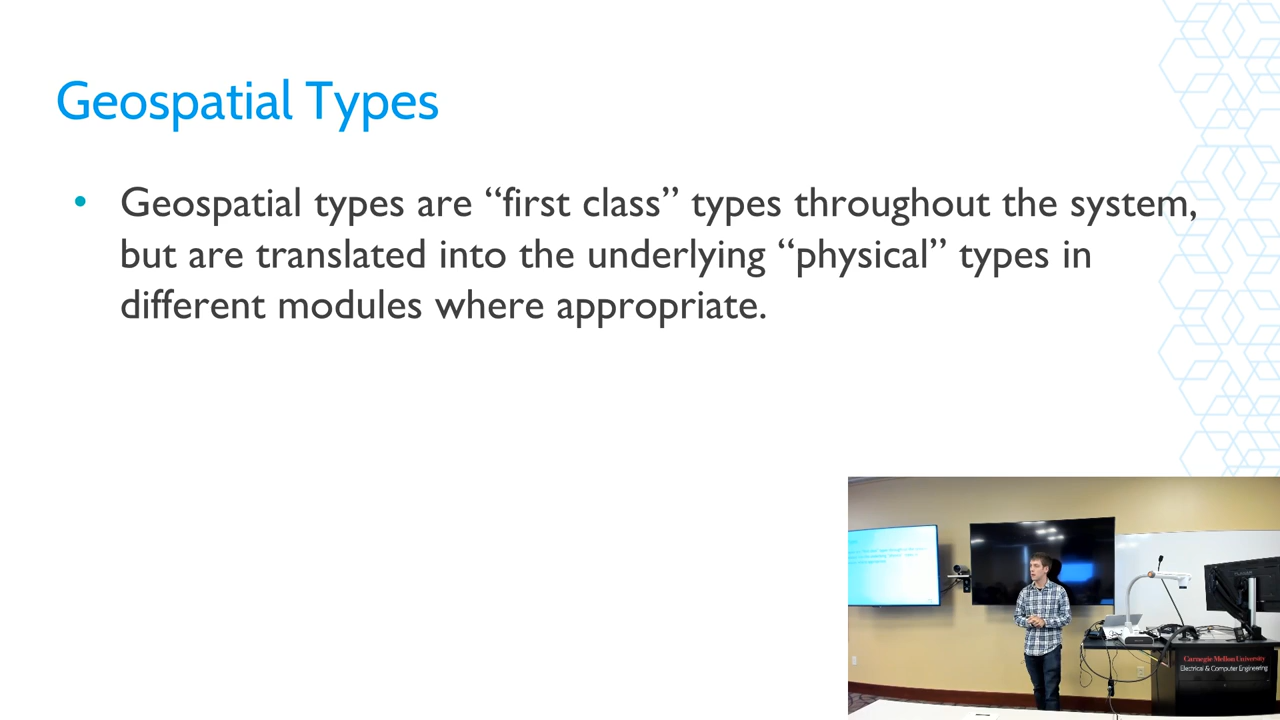 Geospatial Types
• Geospatial types are “first class” types throughout the system,
but are translated into the underlying “physical” types in
different modules where appropriate.
Carnegie Mellon University
Electrical & Computer Engineering